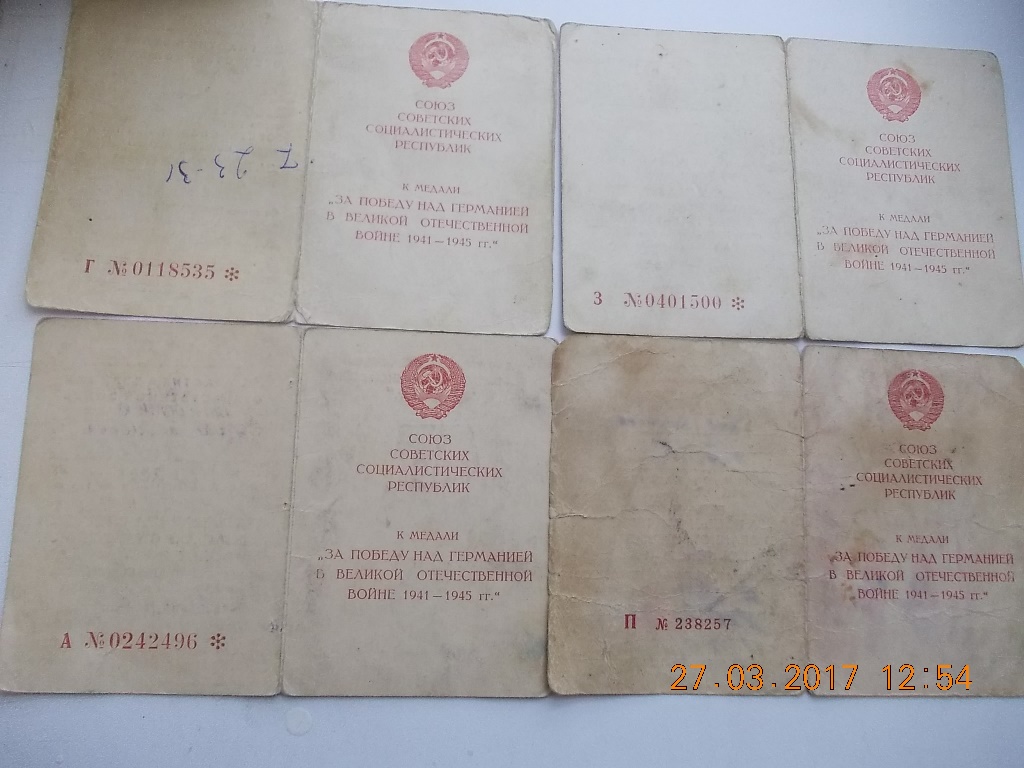 7 23-31
Г №0118535 *
СОЮЗ
СОВЕТСКИХ
СОЦИАЛИСТИЧЕСКИХ
РЕСПУБЛИК
К МЕДАЛИ
„ЗА ПОБЕДУ НАД ГЕРМАНИЕЙ
В ВЕЛИКОЙ ОТЕЧЕСТВЕННОЙ
ВОЙНЕ 1941—1945 гг.“
З №0401500 *
СОЮЗ
СОВЕТСКИХ
СОЦИАЛИСТИЧЕСКИХ
РЕСПУБЛИК
К МЕДАЛИ
„ЗА ПОБЕДУ НАД ГЕРМАНИЕЙ
В ВЕЛИКОЙ ОТЕЧЕСТВЕННОЙ
ВОЙНЕ 1941—1945 гг.“
А №0242496 *
СОЮЗ
СОВЕТСКИХ
СОЦИАЛИСТИЧЕСКИХ
РЕСПУБЛИК
К МЕДАЛИ
„ЗА ПОБЕДУ НАД ГЕРМАНИЕЙ
В ВЕЛИКОЙ ОТЕЧЕСТВЕННОЙ
ВОЙНЕ 1941—1945 гг.“
П № 238257
СОЮЗ
СОВЕТСКИХ
СОЦИАЛИСТИЧЕСКИХ
РЕСПУБЛИК
К МЕДАЛИ
„ЗА ПОБЕДУ НАД ГЕРМАНИЕЙ
В ВЕЛИКОЙ ОТЕЧЕСТВЕННОЙ
ВОЙНЕ 1941—1945 гг.“
27.03.2017 12:54